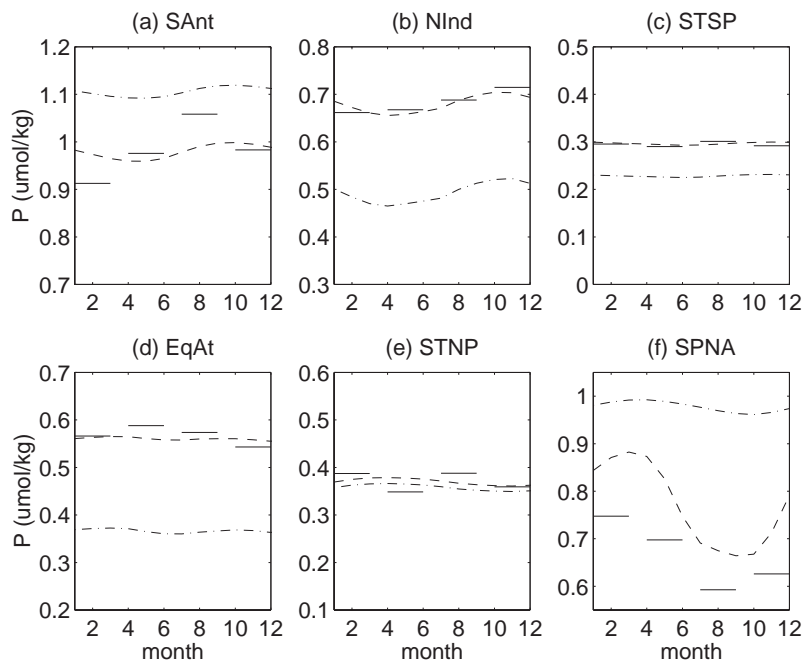 (a) SAnt
(b) NInd
(c) STSP
P (umol/kg)
1.2
1.1
1
0.9
0.8
0.7
2 4 6 8 10 12
0.8
0.7
0.6
0.5
0.4
0.3
2 4 6 8 10 12
0.5
0.4
0.3
0.2
0.1
0
2 4 6 8 10 12
(d) EqAt
(e) STNP
(f) SPNA
P (umol/kg)
0.7
0.6
0.5
0.4
0.3
0.2
2 4 6 8 10 12
month
0.6
0.5
0.4
0.3
0.2
0.1
2 4 6 8 10 12
month
1
0.9
0.8
0.7
0.6
2 4 6 8 10 12
month